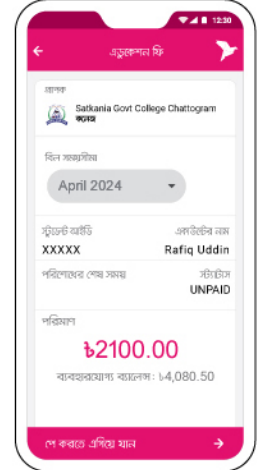 12:30
এডুকেশন ফি
প্রাপক
Satkania Govt College Chattogram
কলেজ
বিল সময়সীমা
April 2024
স্টুডেন্ট আইডি
একাউন্টের নাম
XXXXX
Rafiq Uddin
পরিশোধের শেষ সময়
স্ট্যাটাস
UNPAID
পরিমাণ
৳2100.00
ব্যবহারযোগ্য ব্যালেন্স: ৳4,080.50
পে করতে এগিয়ে যান